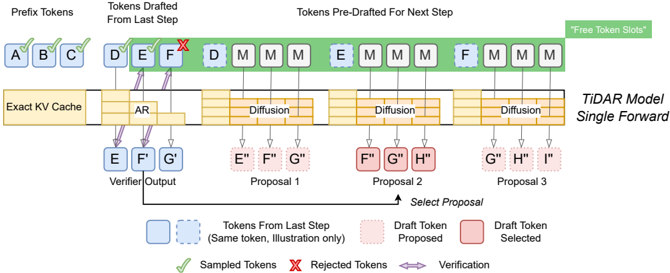 Prefix Tokens
Tokens Drafted
From Last Step
Tokens Pre-Drafted For Next Step
"Free Token Slots"
A B C D E F D M M M E M M M F M M M
Exact KV Cache
AR
Diffusion
Diffusion
Diffusion
TiDAR Model
Single Forward
E F' G' E" F" G" F" G" H" G" H" I"
Verifier Output
Proposal 1
Proposal 2
Proposal 3
Select Proposal
Tokens From Last Step
(Same token, Illustration only)
Draft Token
Proposed
Draft Token
Selected
Sampled Tokens
Rejected Tokens
Verification